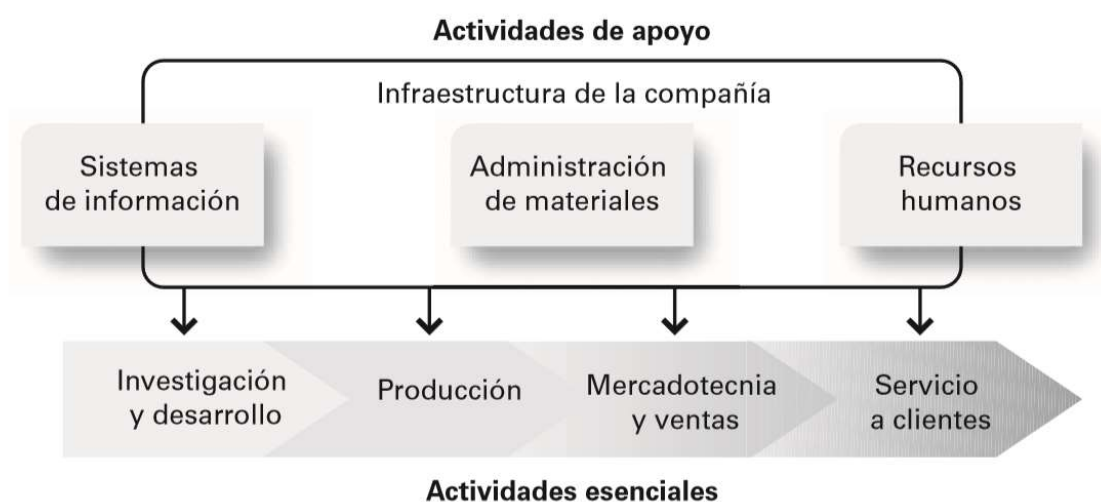 Actividades de apoyo
Infraestructura de la compañía
Sistemas
de información
Administración
de materiales
Recursos
humanos
Investigación
y desarrollo
Producción
Mercadotecnia
y ventas
Servicio
a clientes
Actividades esenciales